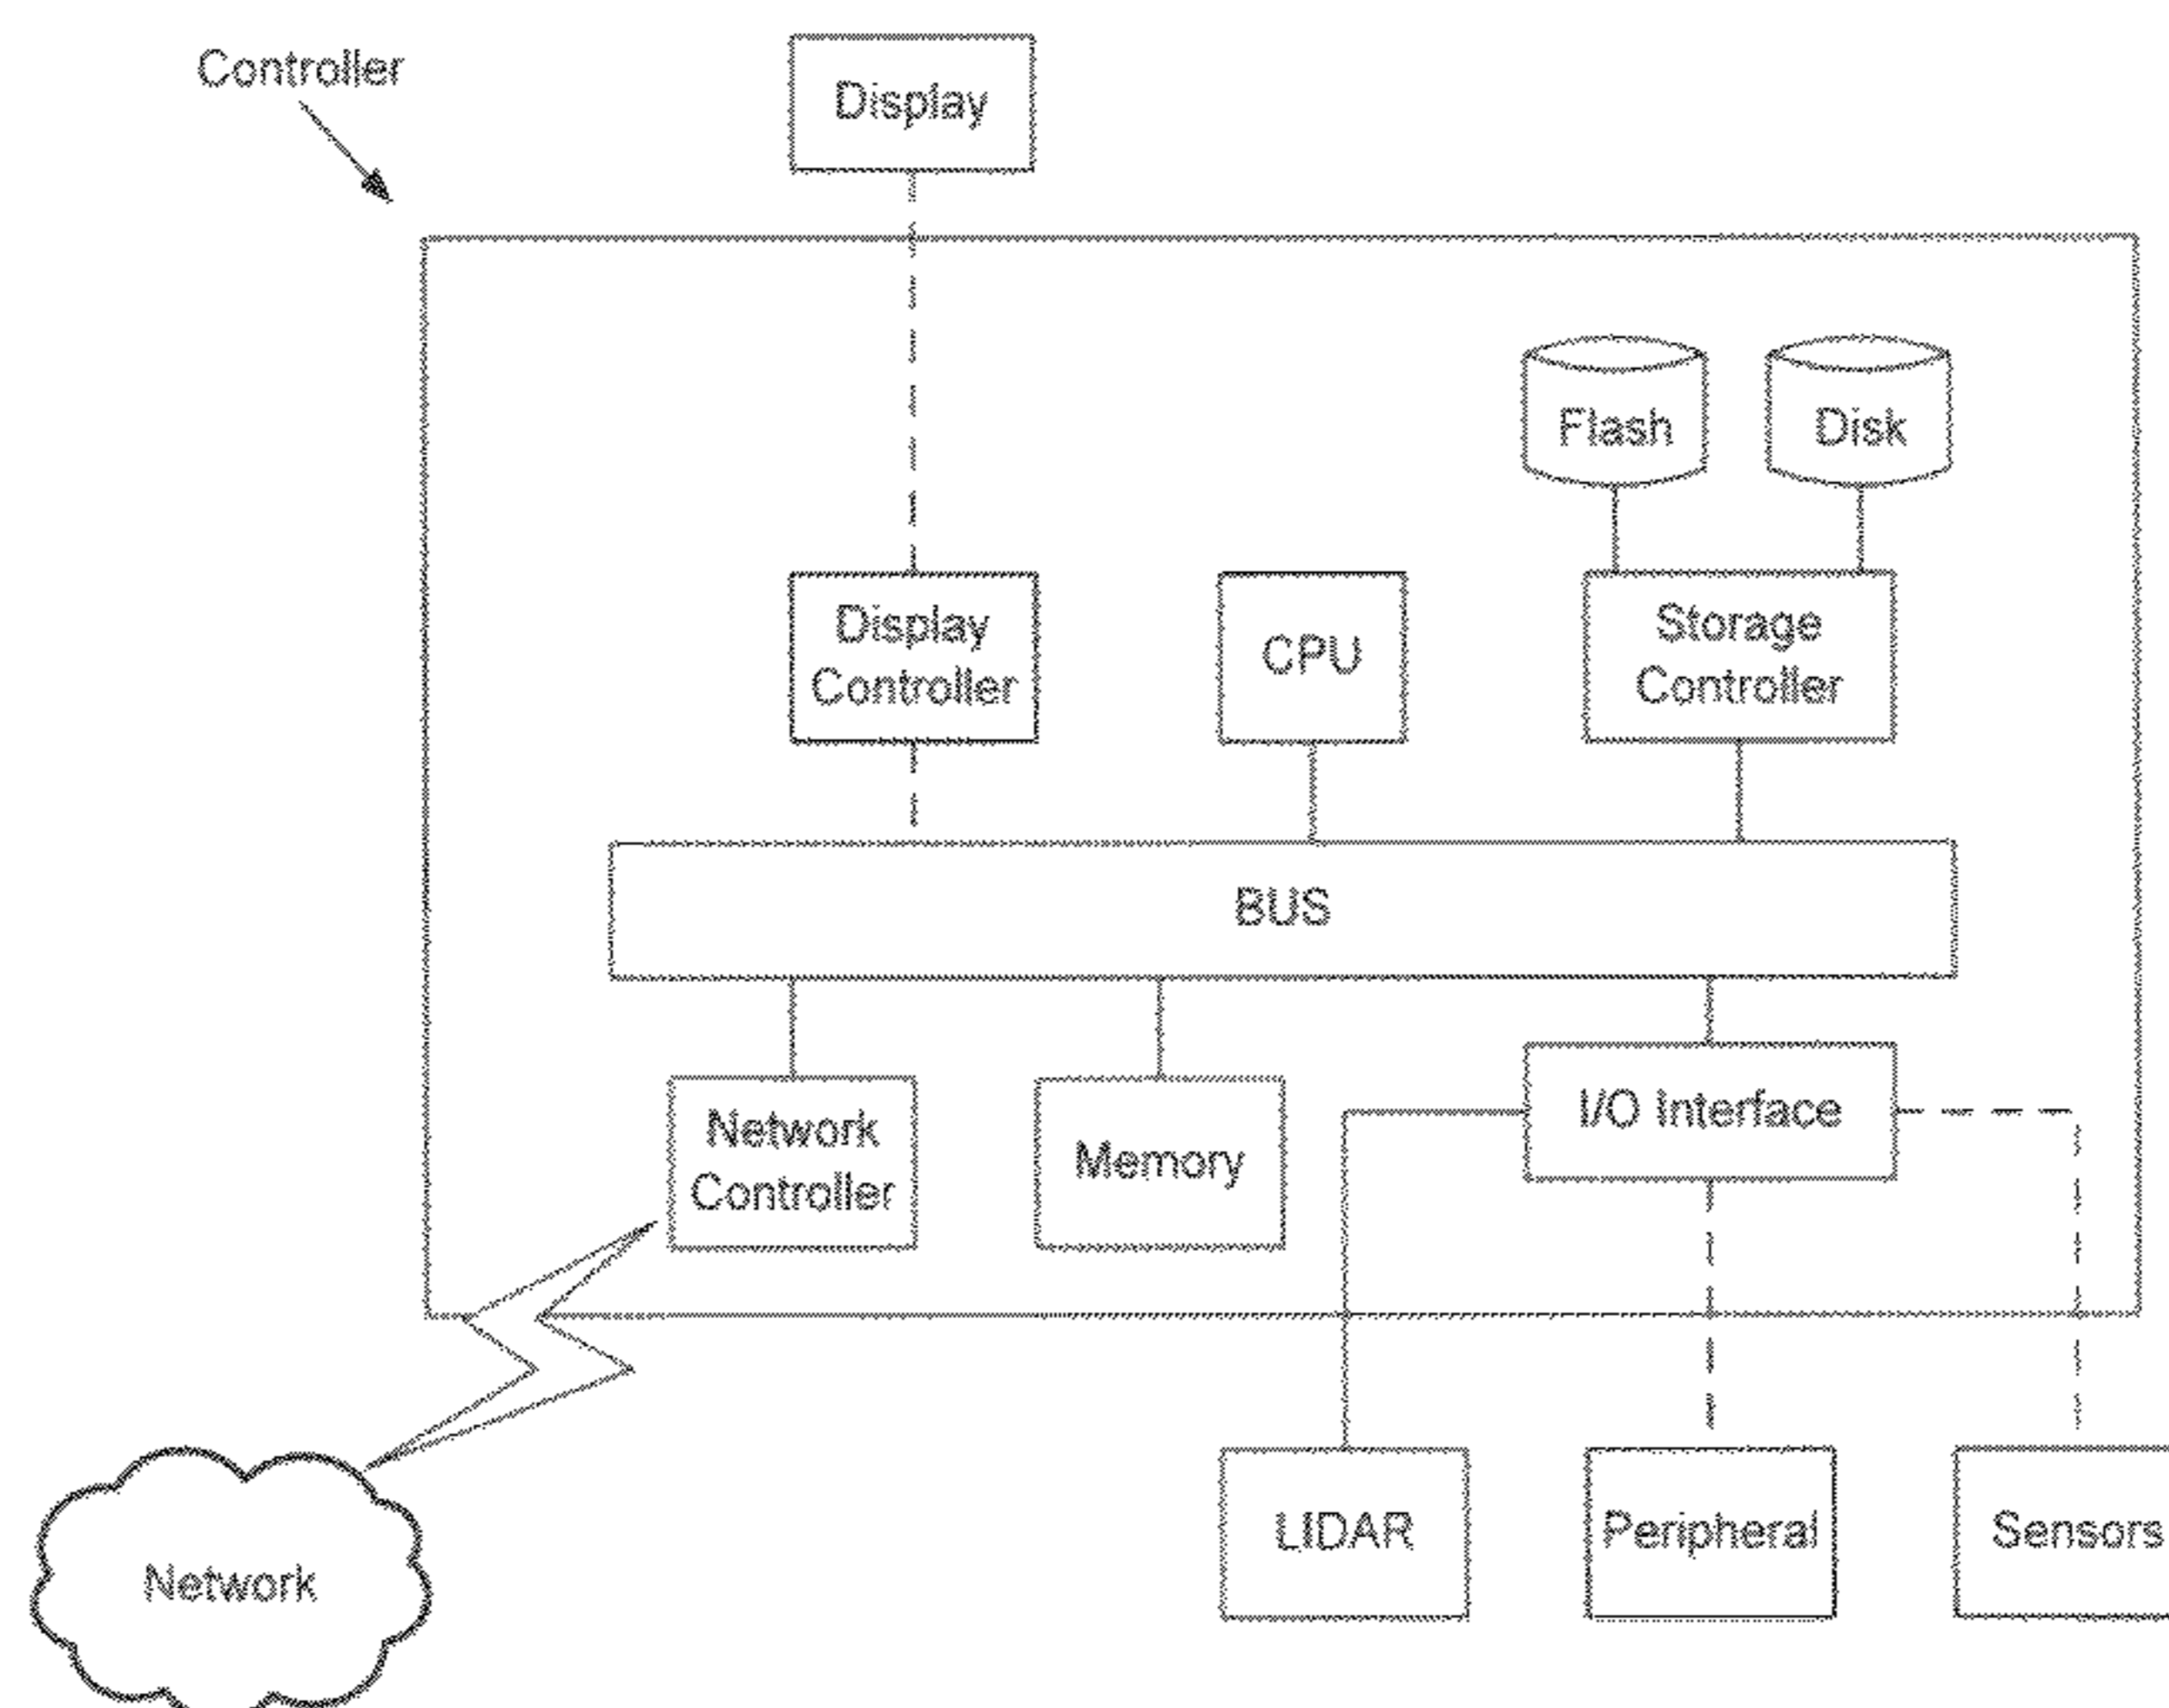 Controller
Display
Flash
Disk
Display
Controller
CPU
Storage
Controller
BUS
Network
Controller
Memory
I/O Interface
LIDAR
Peripheral
Sensors
Network